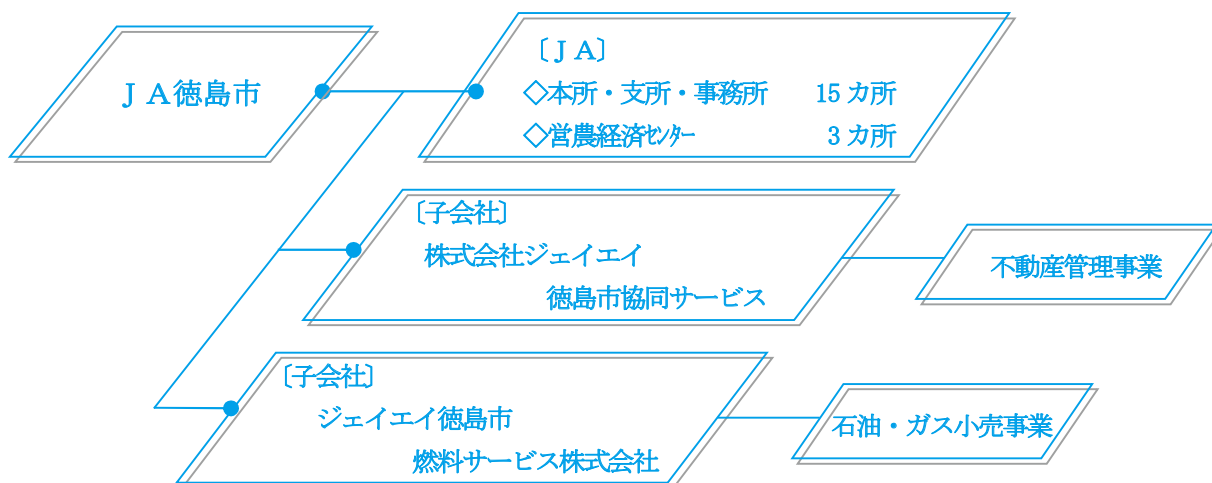 ＪＡ徳島市
〔ＪＡ〕
◇本所・支所・事務所 15カ所
◇営農経済ｾﾝﾀｰ 3カ所
〔子会社〕
株式会社ジェイエイ
徳島市協同サービス
不動産管理事業
〔子会社〕
ジェイエイ徳島市
燃料サービス株式会社
石油・ガス小売事業